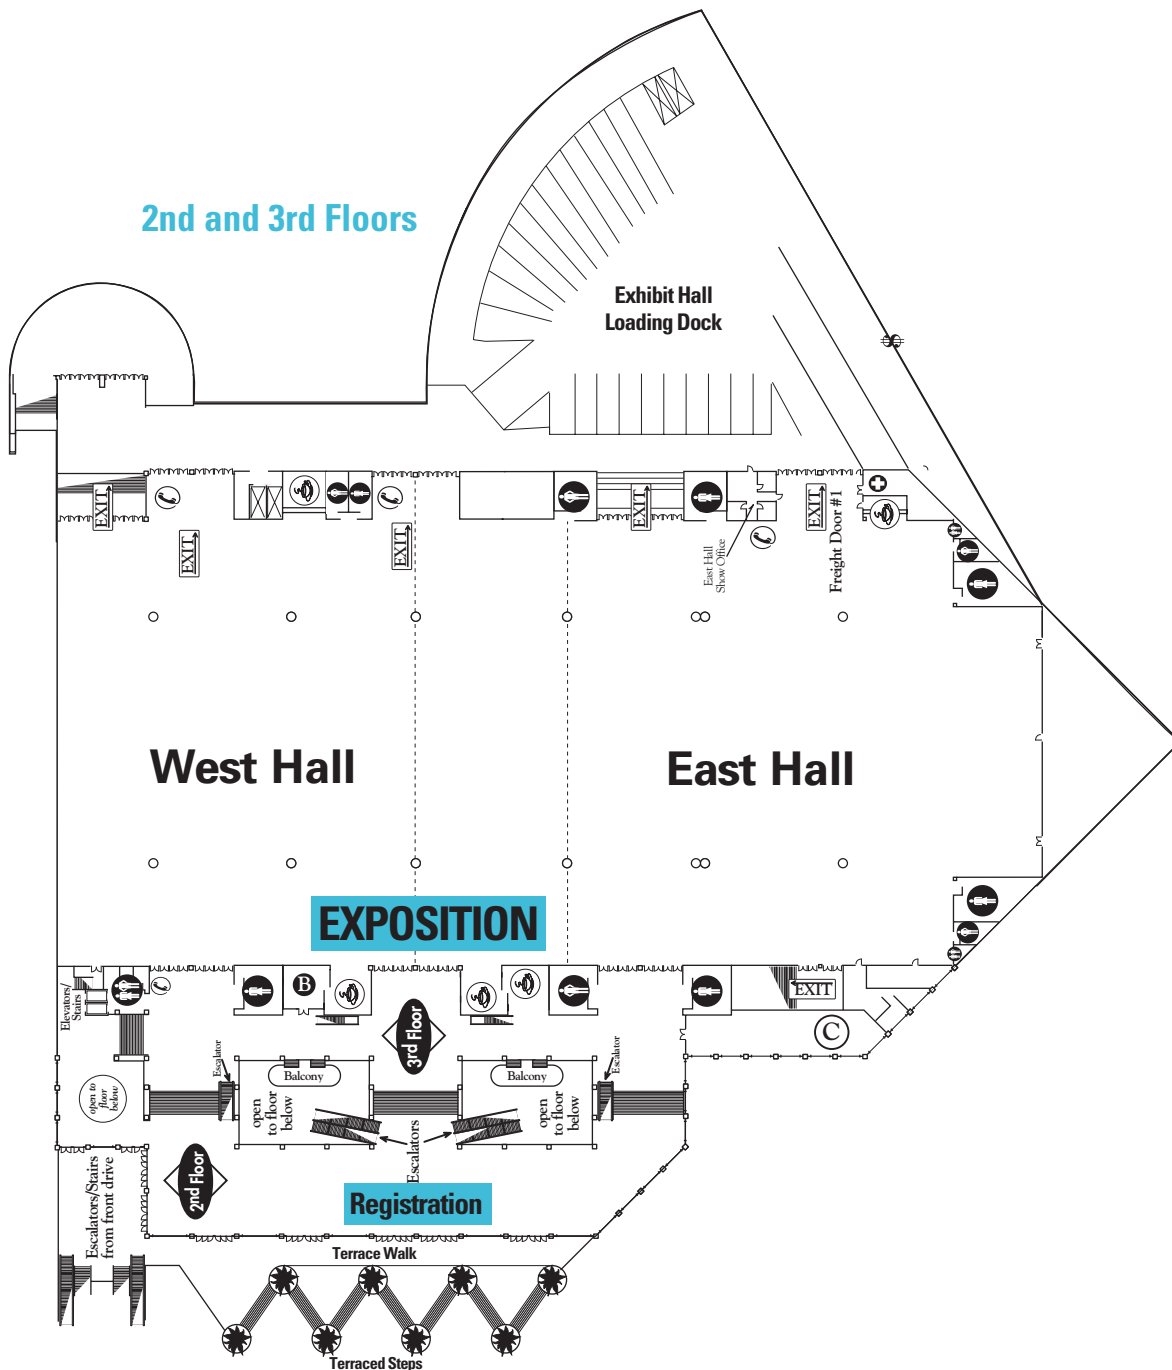 2nd and 3rd Floors
Exhibit Hall
Loading Dock
EXIT
EXIT
EXIT
EXIT
EXIT
East Hall
Show Office
Freight Door #1
West Hall
East Hall
EXPOSITION
Elevators/
Stairs
B
EXIT
C
3rd Floor
Escalator
Balcony
Balcony
Escalator
open to
floor
below
open
to floor
below
open
to floor
below
Escalators
2nd Floor
Escalators/Stairs
from front drive
Registration
Terrace Walk
Terraced Steps